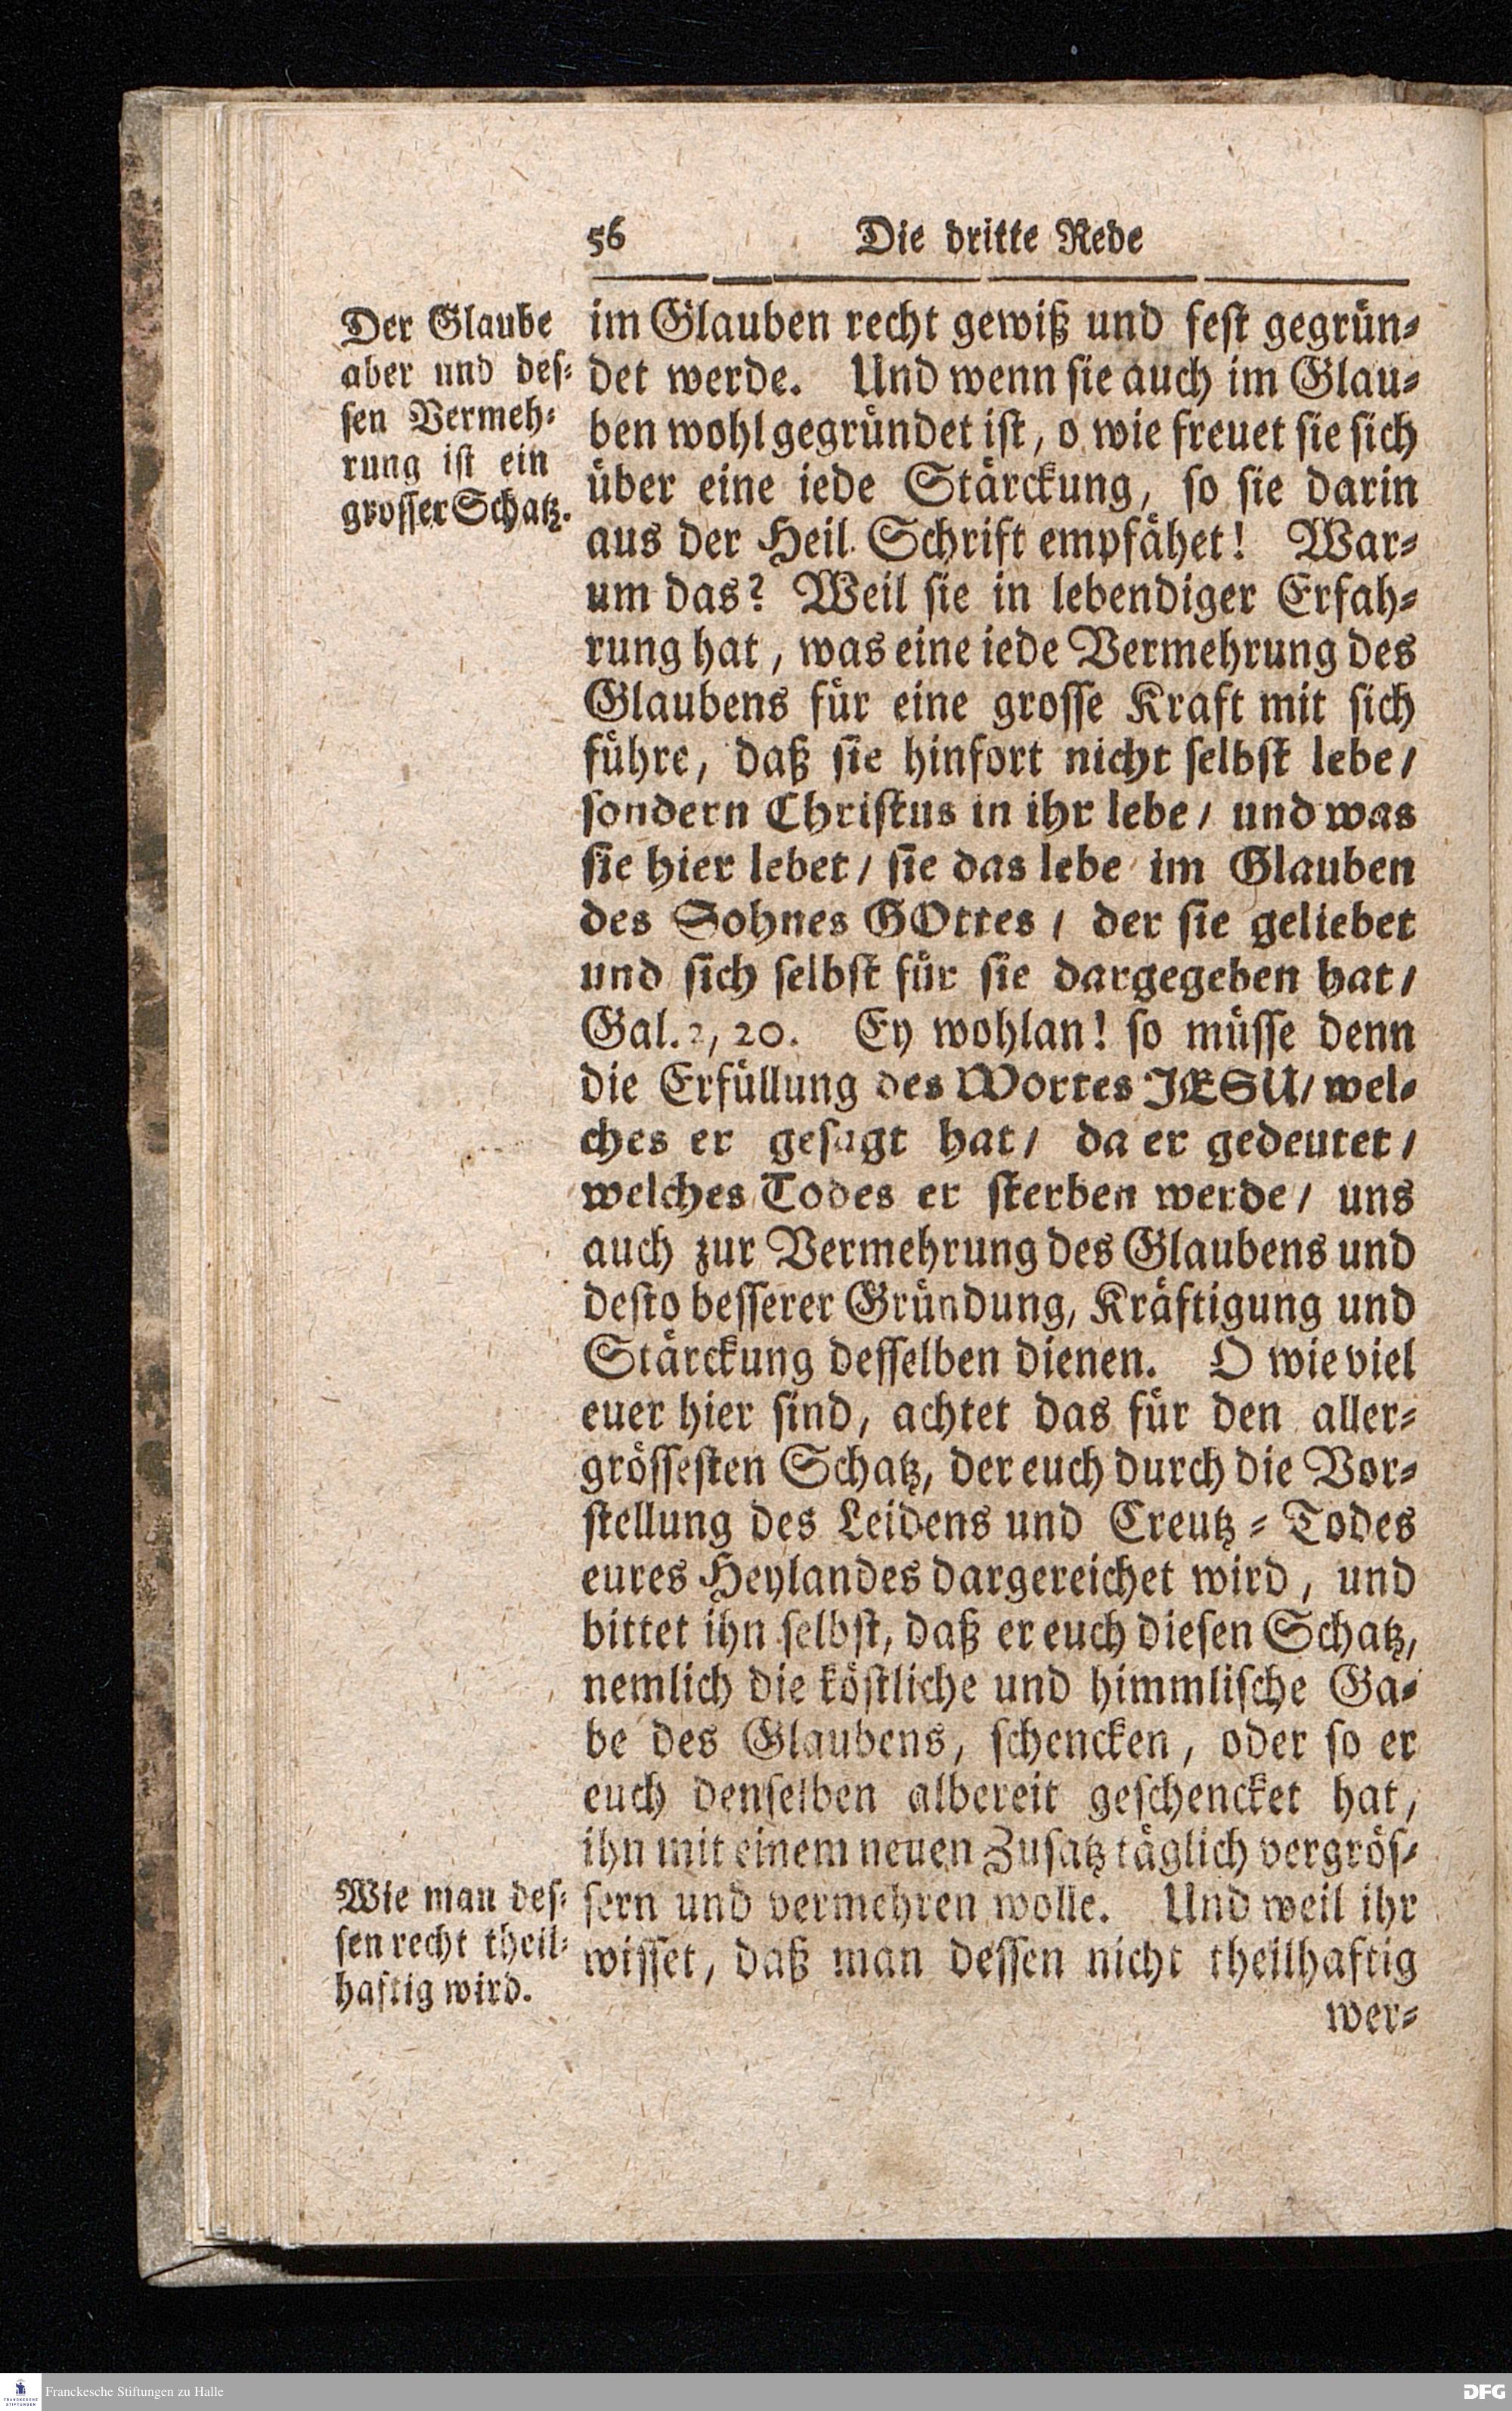 56 Die dritte Rede
Der Glaube
aber und des-
sen Vermeh-
rung ist ein
grosser Schatz.
im Glauben recht gewiß und fest gegrün-
det werde. Und wenn sie auch im Glau-
ben wohl gegründet ist, o wie freuet sie sich
über eine iede Stärckung, so sie darin
aus der Heil. Schrift empfähet! War-
um das? Weil sie in lebendiger Erfah-
rung hat, was eine iede Vermehrung des
Glaubens für eine grosse Kraft mit sich
führe, daß sie hinfort nicht selbst lebe/
sondern Christus in ihr lebe/ und was
sie hier lebet/ sie das lebe im Glauben
des Sohnes GOttes/ der sie geliebet
und sich selbst für sie dargegeben hat/
Gal. 2, 20. Ey wohlan! so müsse denn
die Erfüllung des Wortes JESU/ wel-
ches er gesagt hat/ da er gedeutet/
welches Todes er sterben werde/ uns
auch zur Vermehrung des Glaubens und
desto besserer Gründung, Kräftigung und
Stärckung desselben dienen. O wie viel
euer hier sind, achtet das für den aller-
grössesten Schatz, der euch durch die Vor-
stellung des Leidens und Creutz-Todes
eures Heylandes dargereichet wird, und
bittet ihn selbst, daß er euch diesen Schatz,
nemlich die köstliche und himmlische Ga-
be des Glaubens, schencken, oder so er
euch denselben albereit geschencket hat,
ihn mit einem neuen Zusatz täglich vergrös-
sern und vermehren wolle. Und weil ihr
wisset, daß man dessen nicht theilhaftig
wer-
Wie man des-
sen recht theil-
haftig wird.
Franckesche Stiftungen zu Halle
FRANCKESCHE
STIFTUNGEN
DFG